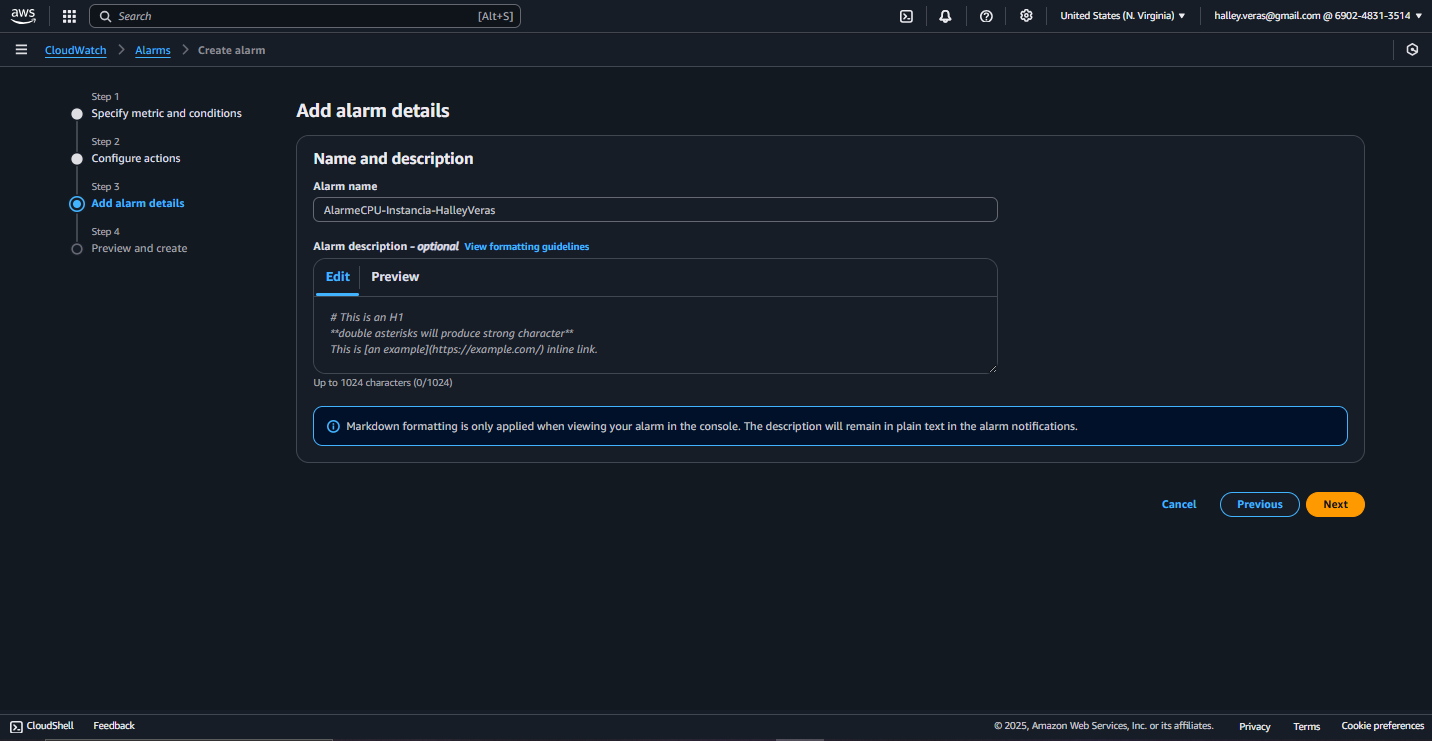 aws
Search [Alt+S]
United States (N. Virginia) ▼
halley.veras@gmail.com @ 6902-4831-3514 ▼
CloudWatch > Alarms > Create alarm
Step 1
Specify metric and conditions
Step 2
Configure actions
Step 3
Add alarm details
Step 4
Preview and create
Add alarm details
Name and description
Alarm name
AlarmeCPU-Instancia-HalleyVeras
Alarm description - optional View formatting guidelines
Edit Preview
# This is an H1
**double asterisks will produce strong character**
This is [an example](https://example.com/) inline link.
Up to 1024 characters (0/1024)
Markdown formatting is only applied when viewing your alarm in the console. The description will remain in plain text in the alarm notifications.
Cancel Previous Next
CloudShell Feedback
© 2025, Amazon Web Services, Inc. or its affiliates. Privacy Terms Cookie preferences